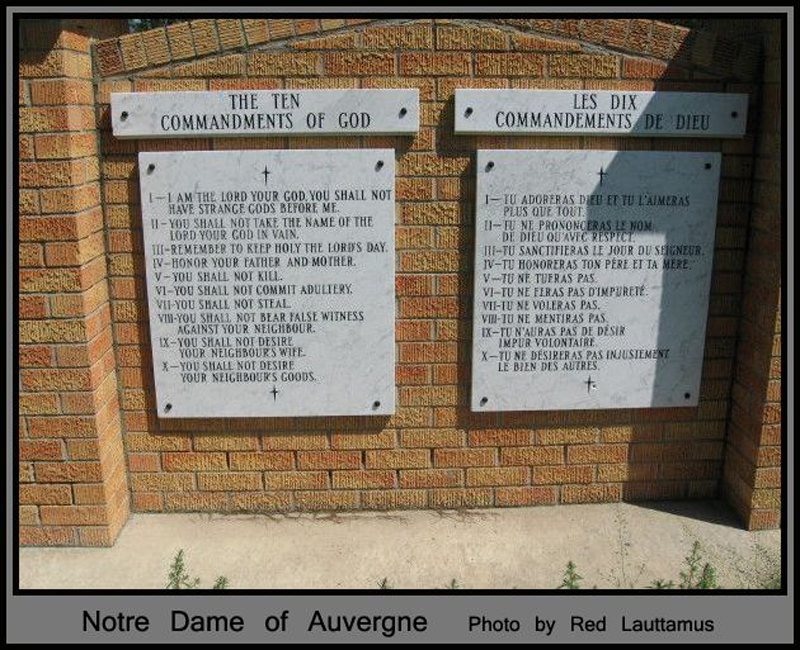 THE TEN
COMMANDMENTS OF GOD
I—I AM THE LORD YOUR GOD, YOU SHALL NOT
HAVE STRANGE GODS BEFORE ME.
II—YOU SHALL NOT TAKE THE NAME OF THE
LORD YOUR GOD IN VAIN.
III-REMEMBER TO KEEP HOLY THE LORD'S DAY.
IV—HONOR YOUR FATHER AND MOTHER.
V—YOU SHALL NOT KILL.
VI—YOU SHALL NOT COMMIT ADULTERY.
VII-YOU SHALL NOT STEAL.
VIII-YOU SHALL NOT BEAR FALSE WITNESS
AGAINST YOUR NEIGHBOUR.
IX—YOU SHALL NOT DESIRE
YOUR NEIGHBOUR'S WIFE.
X—YOU SHALL NOT DESIRE
YOUR NEIGHBOUR'S GOODS.
LES DIX
COMMANDEMENTS DE DIEU
I—TU ADORERAS DIEU ET TU L'AIMERAS
PLUS QUE TOUT.
II—TU NE PRONONCERAS LE NOM
DE DIEU QU'AVEC RESPECT.
III-TU SANCTIFIERAS LE JOUR DU SEIGNEUR.
IV—TU HONORERAS TON PÈRE ET TA MÈRE.
V—TU NE TUERAS PAS.
VI—TU NE FERAS PAS D'IMPURETÉ.
VII—TU NE VOLERAS PAS.
VIII—TU NE MENTIRAS PAS.
IX—TU N'AURAS PAS DE DÉSIR
IMPUR VOLONTAIRE.
X—TU NE DÉSIRERAS PAS INJUSTEMENT
LE BIEN DES AUTRES.
Notre Dame of Auvergne Photo by Red Lauttamus